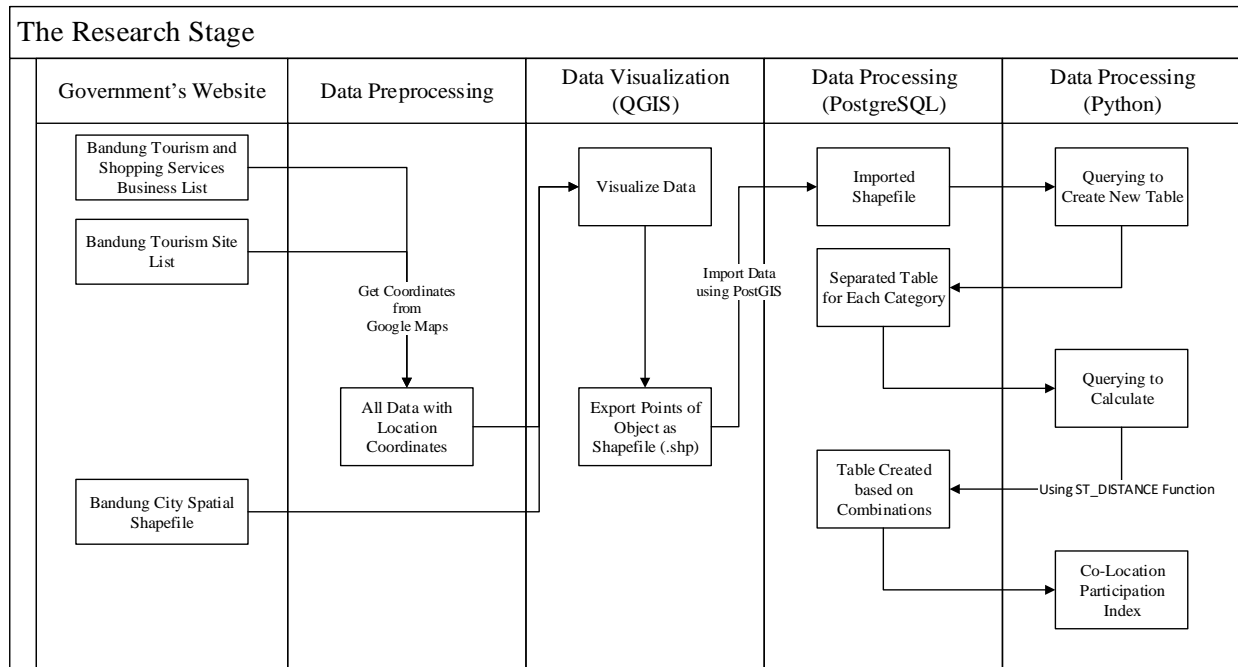 The Research Stage
Government's Website
Data Preprocessing
Data Visualization
(QGIS)
Data Processing
(PostgreSQL)
Data Processing
(Python)
Bandung Tourism and
Shopping Services
Business List
Bandung Tourism Site
List
Bandung City Spatial
Shapefile
Get Coordinates
from
Google Maps
All Data with
Location
Coordinates
Visualize Data
Export Points of
Object as
Shapefile (.shp)
Import Data
using PostGIS
Imported
Shapefile
Separated Table
for Each Category
Table Created
based on
Combinations
Querying to
Create New Table
Querying to
Calculate
Using ST_DISTANCE Function
Co-Location
Participation
Index